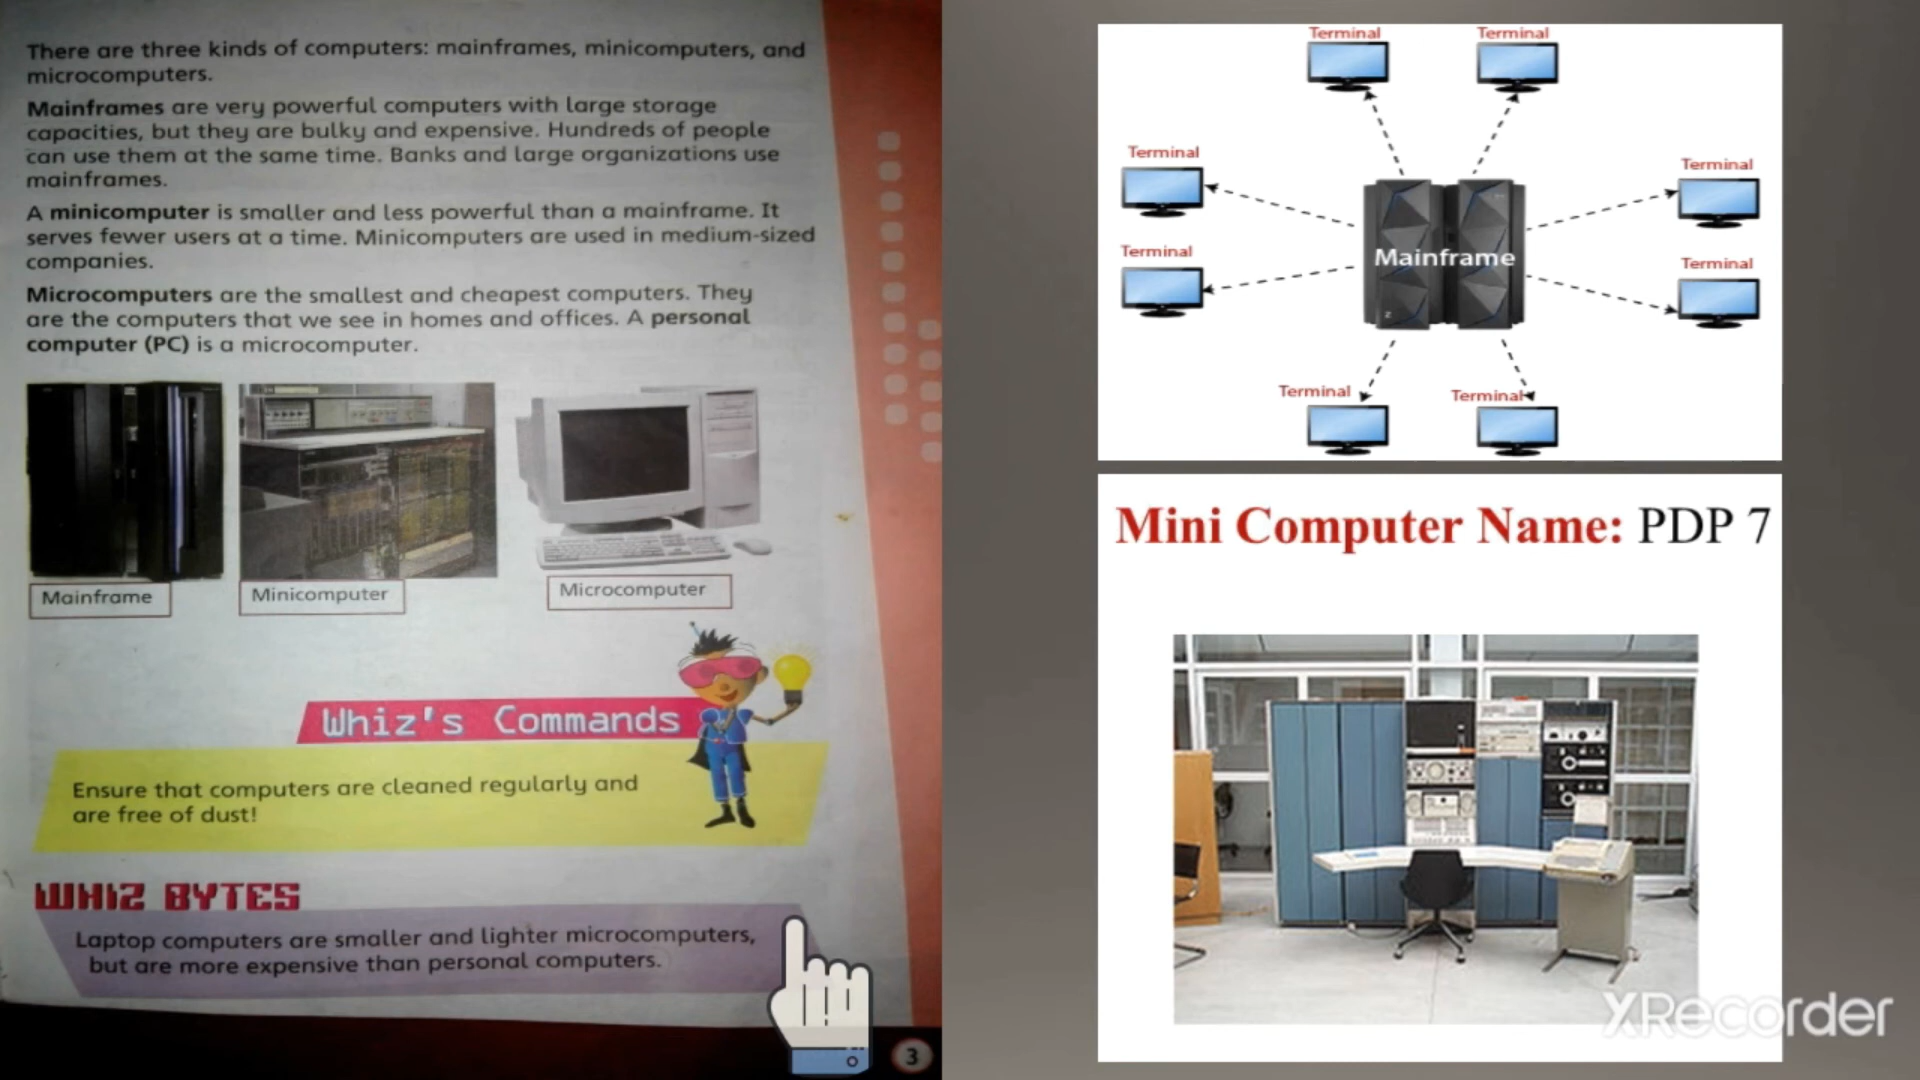 There are three kinds of computers: mainframes, minicomputers, and
microcomputers.
Mainframes are very powerful computers with large storage
capacities, but they are bulky and expensive. Hundreds of people
can use them at the same time. Banks and large organizations use
mainframes.
A minicomputer is smaller and less powerful than a mainframe. It
serves fewer users at a time. Minicomputers are used in medium-sized
companies.
Microcomputers are the smallest and cheapest computers. They
are the computers that we see in homes and offices. A personal
computer (PC) is a microcomputer.
Mainframe
Minicomputer
Microcomputer
Whiz's Commands
Ensure that computers are cleaned regularly and
are free of dust!
WHIZ BYTES
Laptop computers are smaller and lighter microcomputers,
but are more expensive than personal computers.
3
Terminal
Terminal
Terminal
Terminal
Terminal
Terminal
Mainframe
Z
Terminal
Terminal
Mini Computer Name: PDP 7
XRecorder